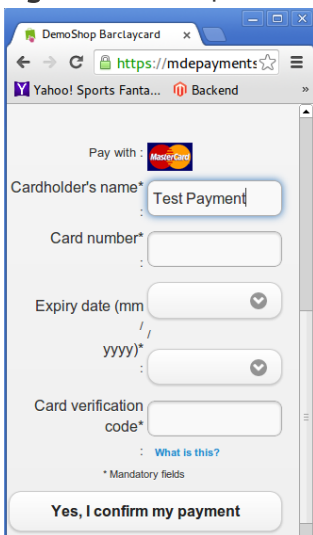 DemoShop Barclaycard
https://mdepayments
Yahoo! Sports Fanta...
Backend
»
Pay with :
MasterCard
Cardholder's name*
:
Test Payment
Card number*
:
Expiry date (mm
/
/
yyyy)*
:
Card verification
code*
:
What is this?
* Mandatory fields
Yes, I confirm my payment